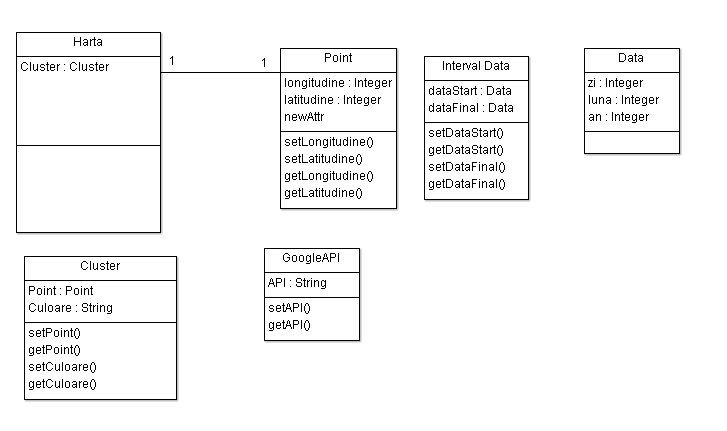 Harta
Cluster : Cluster
1
1
Point
longitudine : Integer
latitudine : Integer
newAttr
setLongitudine()
setLatitudine()
getLongitudine()
getLatitudine()
Interval Data
dataStart : Data
dataFinal : Data
setDataStart()
getDataStart()
setDataFinal()
getDataFinal()
Data
zi : Integer
luna : Integer
an : Integer
Cluster
Point : Point
Culoare : String
setPoint()
getPoint()
setCuloare()
getCuloare()
GoogleAPI
API : String
setAPI()
getAPI()